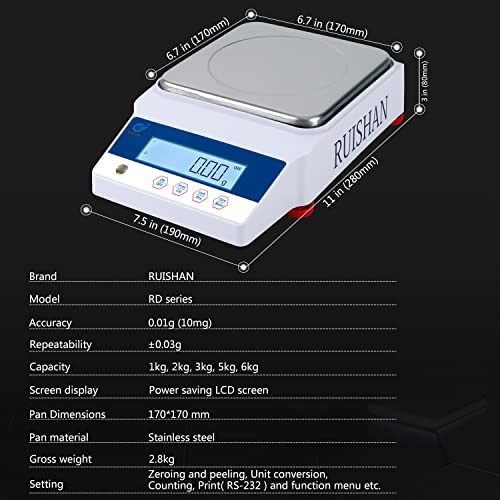 6.7 in (170mm)
6.7 in (170mm)
3 in (80mm)
RUISHAN
0.00
g
7.5 in (190mm)
11 in (280mm)
Brand RUISHAN
Model RD series
Accuracy 0.01g (10mg)
Repeatability ±0.03g
Capacity 1kg, 2kg, 3kg, 5kg, 6kg
Screen display Power saving LCD screen
Pan Dimensions 170*170 mm
Pan material Stainless steel
Gross weight 2.8kg
Setting Zeroing and peeling, Unit conversion,
Counting, Print( RS-232 ) and function menu etc.